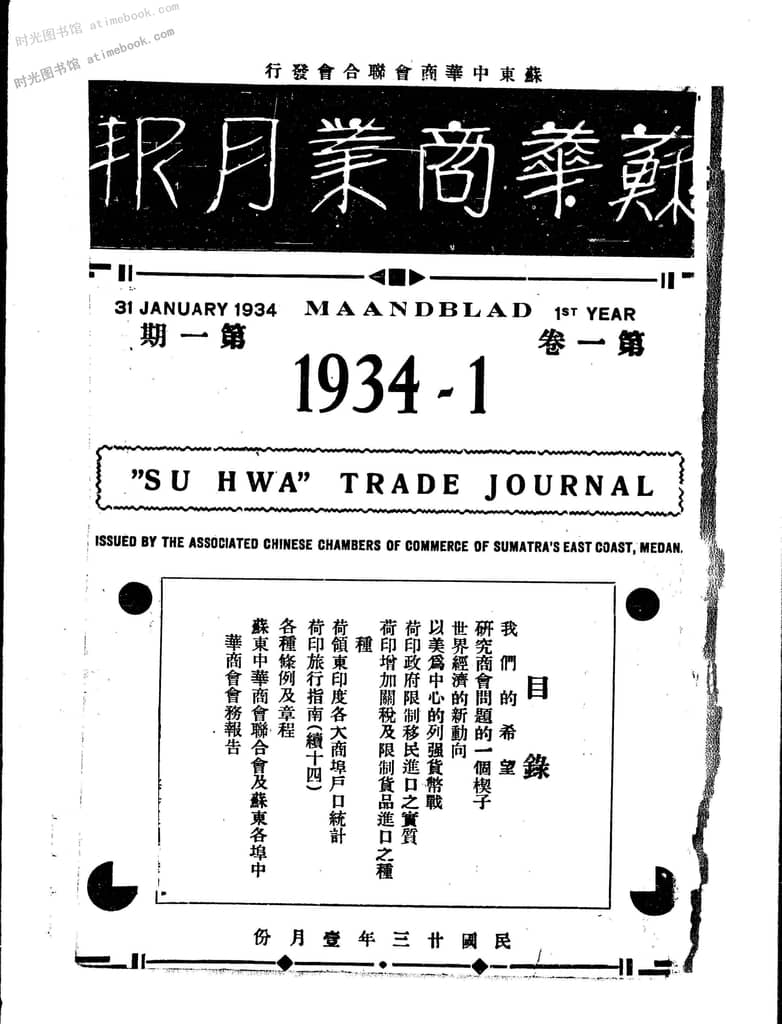 时光图书馆 atimebook.com
时光图书馆 atimebook.com
蘇東中華商會聯合會發行
蘇華商業月报
31 JANUARY 1934 MAANDBLAD 1ST YEAR
第一卷
第一期
1934-1
"SU HWA" TRADE JOURNAL
ISSUED BY THE ASSOCIATED CHINESE CHAMBERS OF COMMERCE OF SUMATRA'S EAST COAST, MEDAN.
目錄
我們的希望
研究商會問題的一個楔子
世界經濟的新動向
以美爲中心的列强貨幣戰
荷印政府限制移民進口之實質
荷印增加關稅及限制貨品進口之種
種
荷領東印度各大商埠戶口統計
荷印旅行指南(續十四)
各種條例及章程
蘇東中華商會聯合會及蘇東各埠中
華商會會務報告
民國廿三年壹月份